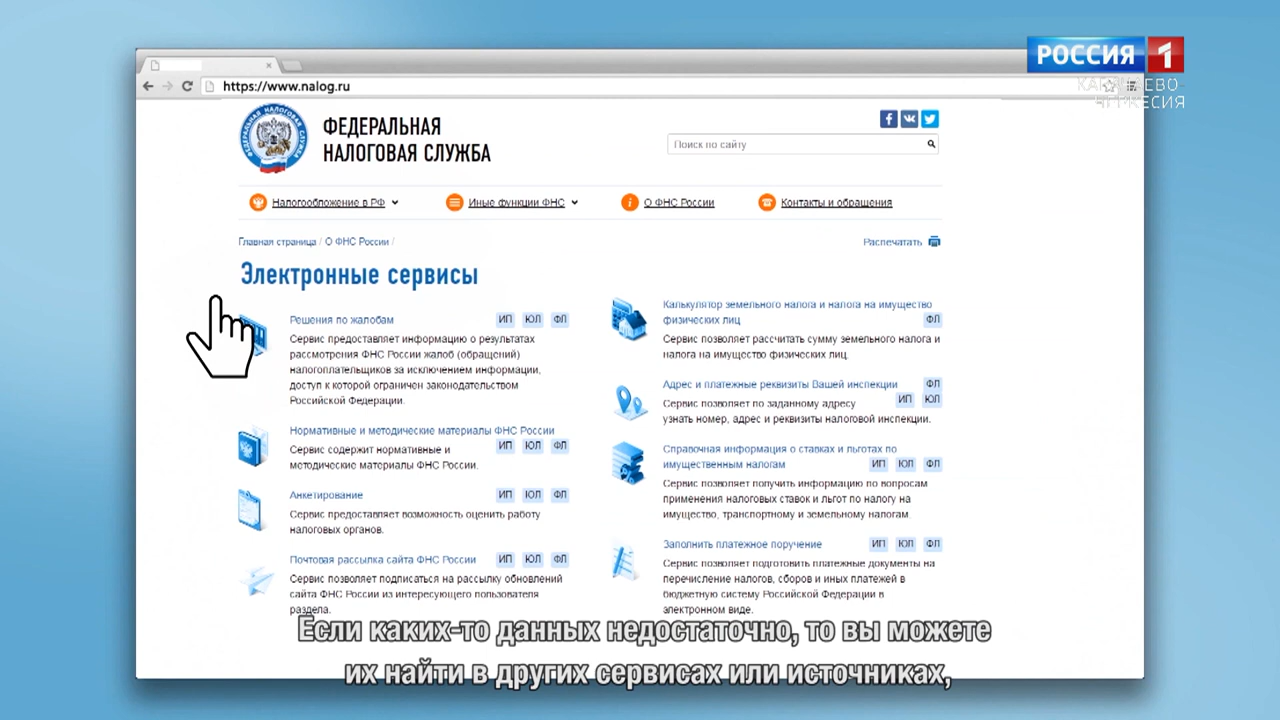 РОССИЯ 1
КАРАЧАЕВО-
ЧЕРКЕСИЯ
https://www.nalog.ru
ФЕДЕРАЛЬНАЯ НАЛОГОВАЯ СЛУЖБА
ФЕДЕРАЛЬНАЯ
НАЛОГОВАЯ СЛУЖБА
Поиск по сайту
Налогообложение в РФ
Иные функции ФНС
О ФНС России
Контакты и обращения
Главная страница / О ФНС России /
Распечатать
Электронные сервисы
Решения по жалобам ИП ЮЛ ФЛ
Сервис предоставляет информацию о результатах
рассмотрения ФНС России жалоб (обращений)
налогоплательщиков за исключением информации,
доступ к которой ограничен законодательством
Российской Федерации.
Нормативные и методические материалы ФНС России
ИП ЮЛ ФЛ
Сервис содержит нормативные и
методические материалы ФНС России.
Анкетирование ИП ЮЛ ФЛ
Сервис предоставляет возможность оценить работу
налоговых органов.
Почтовая рассылка сайта ФНС России ИП ЮЛ ФЛ
Сервис позволяет подписаться на рассылку обновлений
сайта ФНС России из интересующего пользователя
раздела.
Калькулятор земельного налога и налога на имущество
физических лиц ФЛ
Сервис позволяет рассчитать сумму земельного налога и
налога на имущество физических лиц.
Адрес и платежные реквизиты Вашей инспекции ФЛ
ИП ЮЛ
Сервис позволяет по заданному адресу
узнать номер, адрес и реквизиты налоговой инспекции.
Справочная информация о ставках и льготах по
имущественным налогам ИП ЮЛ ФЛ
Сервис позволяет получить информацию по вопросам
применения налоговых ставок и льгот по налогу на
имущество, транспортному и земельному налогам.
Заполнить платежное поручение ИП ЮЛ ФЛ
Сервис позволяет подготовить платежные документы на
перечисление налогов, сборов и иных платежей в
бюджетную систему Российской Федерации в
электронном виде.
Если каких-то данных недостаточно, то вы можете
их найти в других сервисах или источниках,